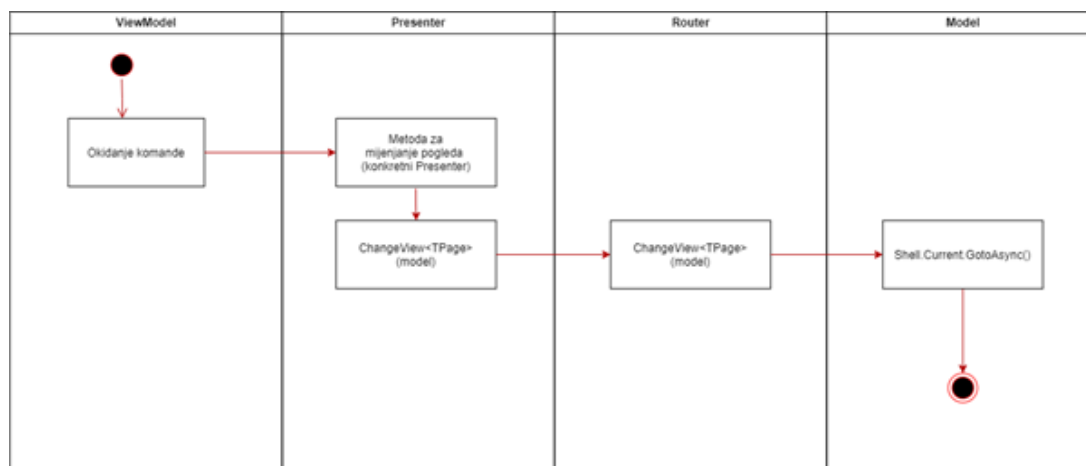 ViewModel
Presenter
Router
Model
Okidanje komande
Metoda za
mijenjanje pogleda
(konkretni Presenter)
ChangeView<TPage>
(model)
ChangeView<TPage>
(model)
Shell.Current.GotoAsync()